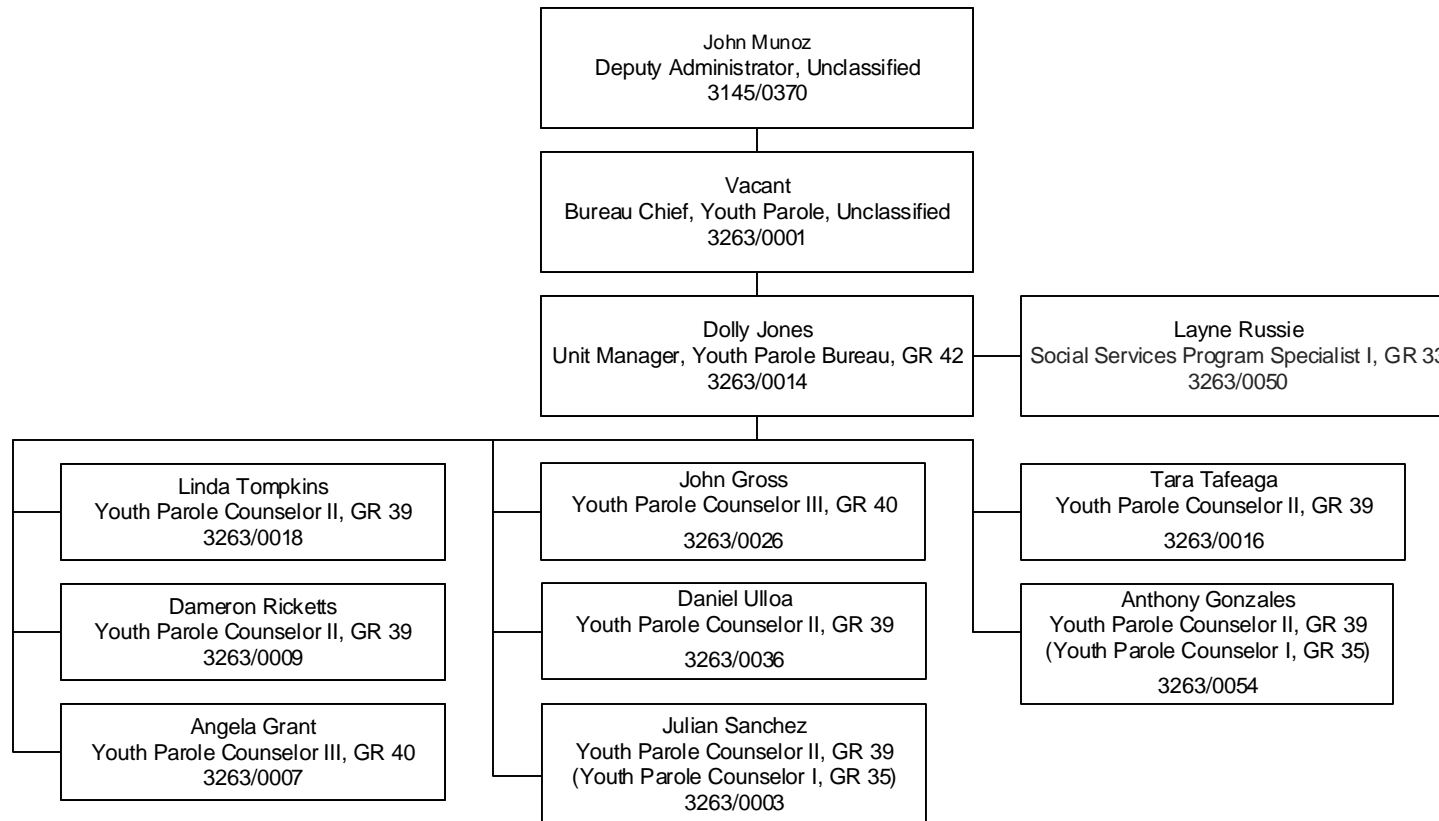 John Munoz
Deputy Administrator, Unclassified
3145/0370
Vacant
Bureau Chief, Youth Parole, Unclassified
3263/0001
Dolly Jones
Unit Manager, Youth Parole Bureau, GR 42
3263/0014
Layne Russie
Social Services Program Specialist I, GR 33
3263/0050
Linda Tompkins
Youth Parole Counselor II, GR 39
3263/0018
John Gross
Youth Parole Counselor III, GR 40
3263/0026
Tara Tafeaga
Youth Parole Counselor II, GR 39
3263/0016
Dameron Ricketts
Youth Parole Counselor II, GR 39
3263/0009
Daniel Ulloa
Youth Parole Counselor II, GR 39
3263/0036
Anthony Gonzales
Youth Parole Counselor II, GR 39
(Youth Parole Counselor I, GR 35)
3263/0054
Angela Grant
Youth Parole Counselor III, GR 40
3263/0007
Julian Sanchez
Youth Parole Counselor II, GR 39
(Youth Parole Counselor I, GR 35)
3263/0003